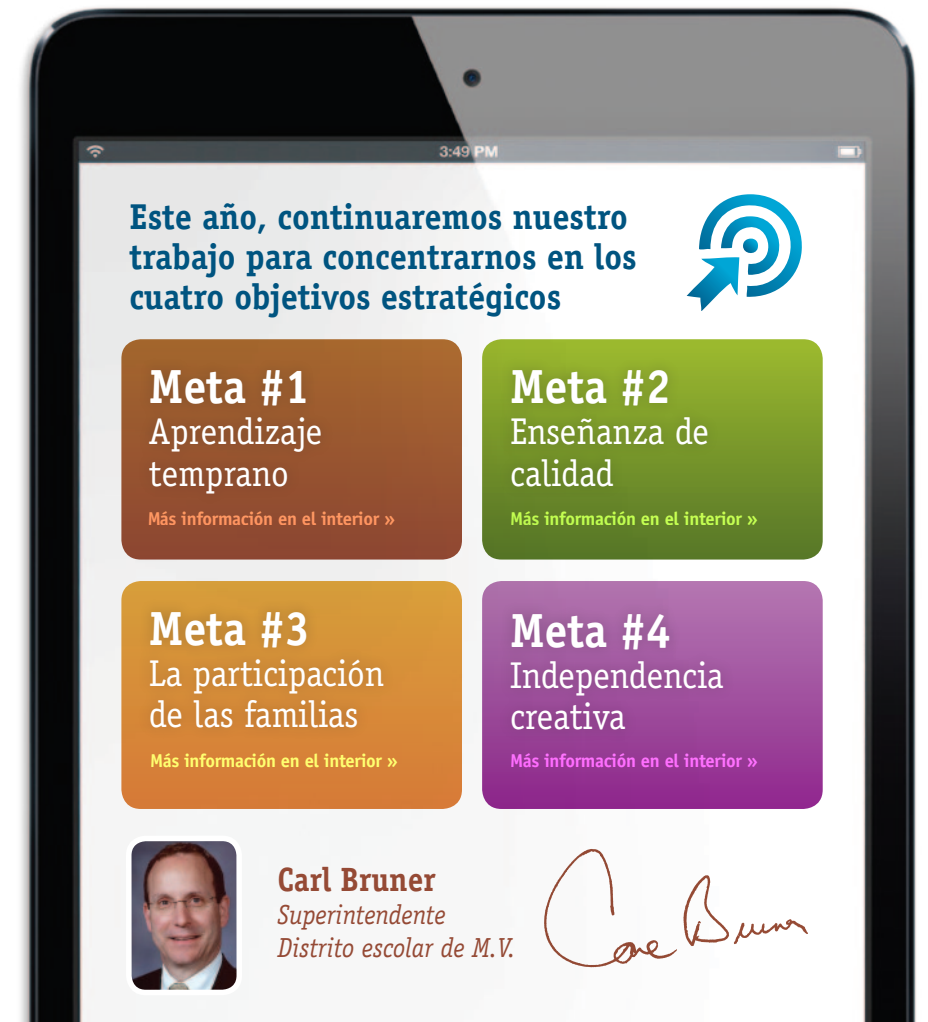 3:49 PM
Este año, continuaremos nuestro
trabajo para concentrarnos en los
cuatro objetivos estratégicos
Meta #1
Aprendizaje
temprano
Más información en el interior »
Meta #2
Enseñanza de
calidad
Más información en el interior »
Meta #3
La participación
de las familias
Más información en el interior »
Meta #4
Independencia
creativa
Más información en el interior »
Carl Bruner
Superintendente
Distrito escolar de M.V.
Carl Bruner